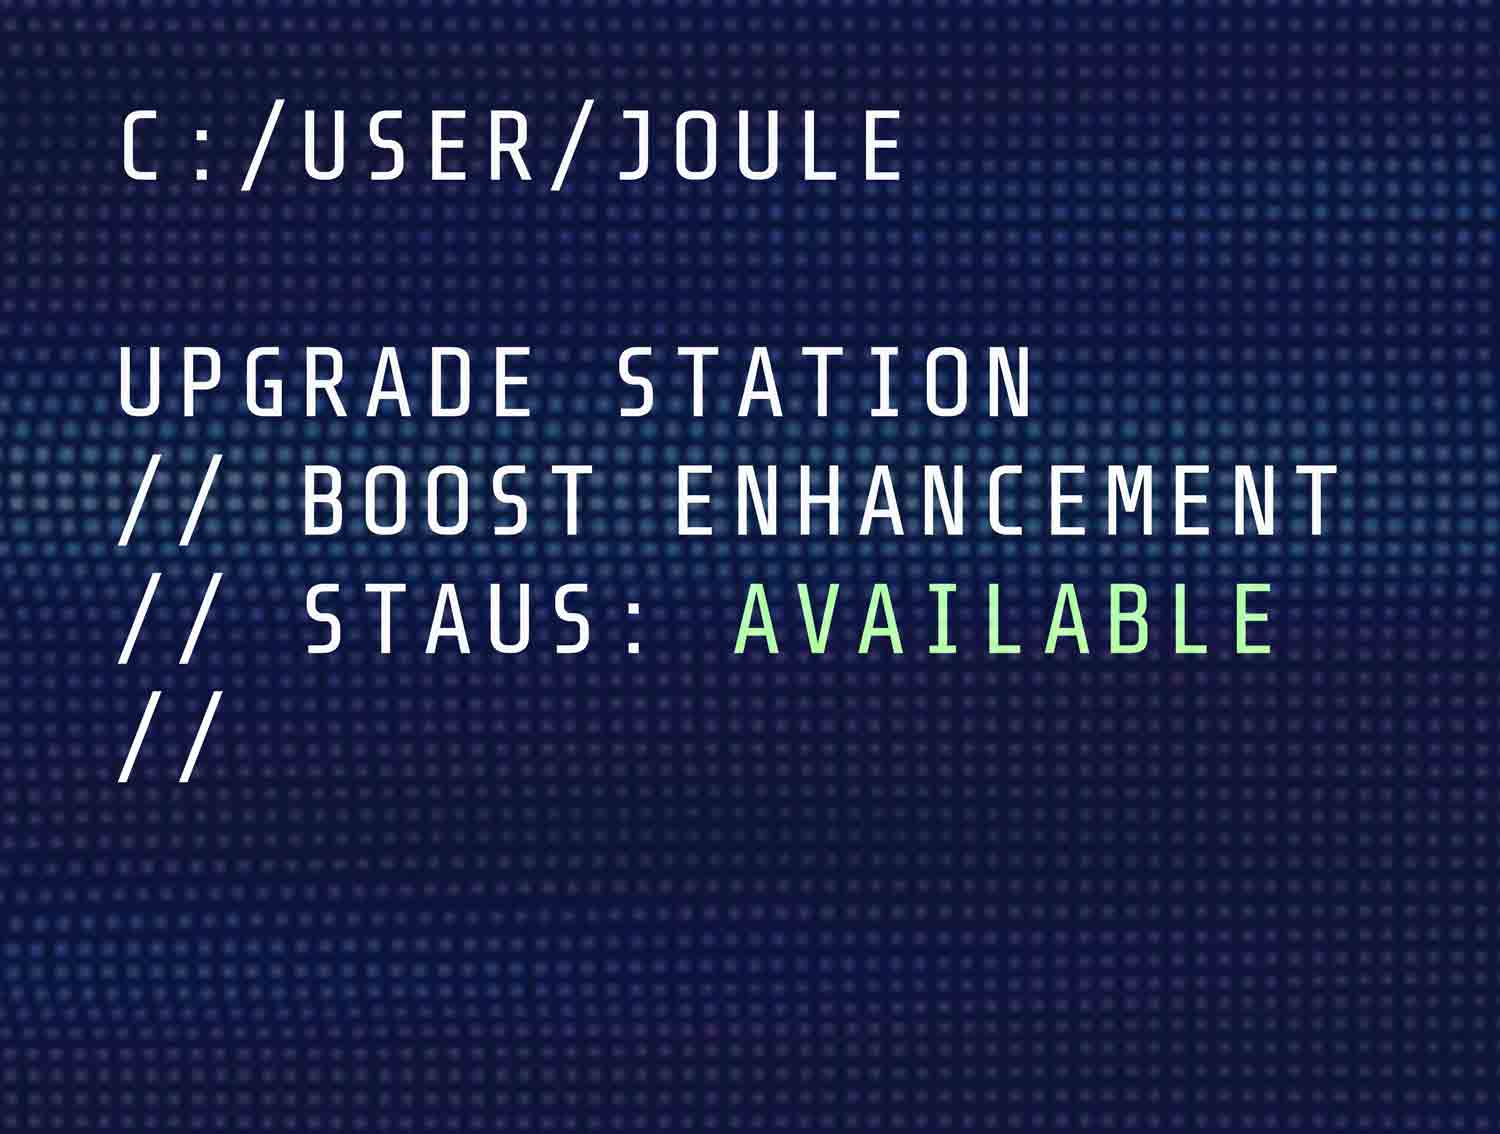 C:/USER/JOULE
UPGRADE STATION
// BOOST ENHANCEMENT
// STAUS: AVAILABLE
//